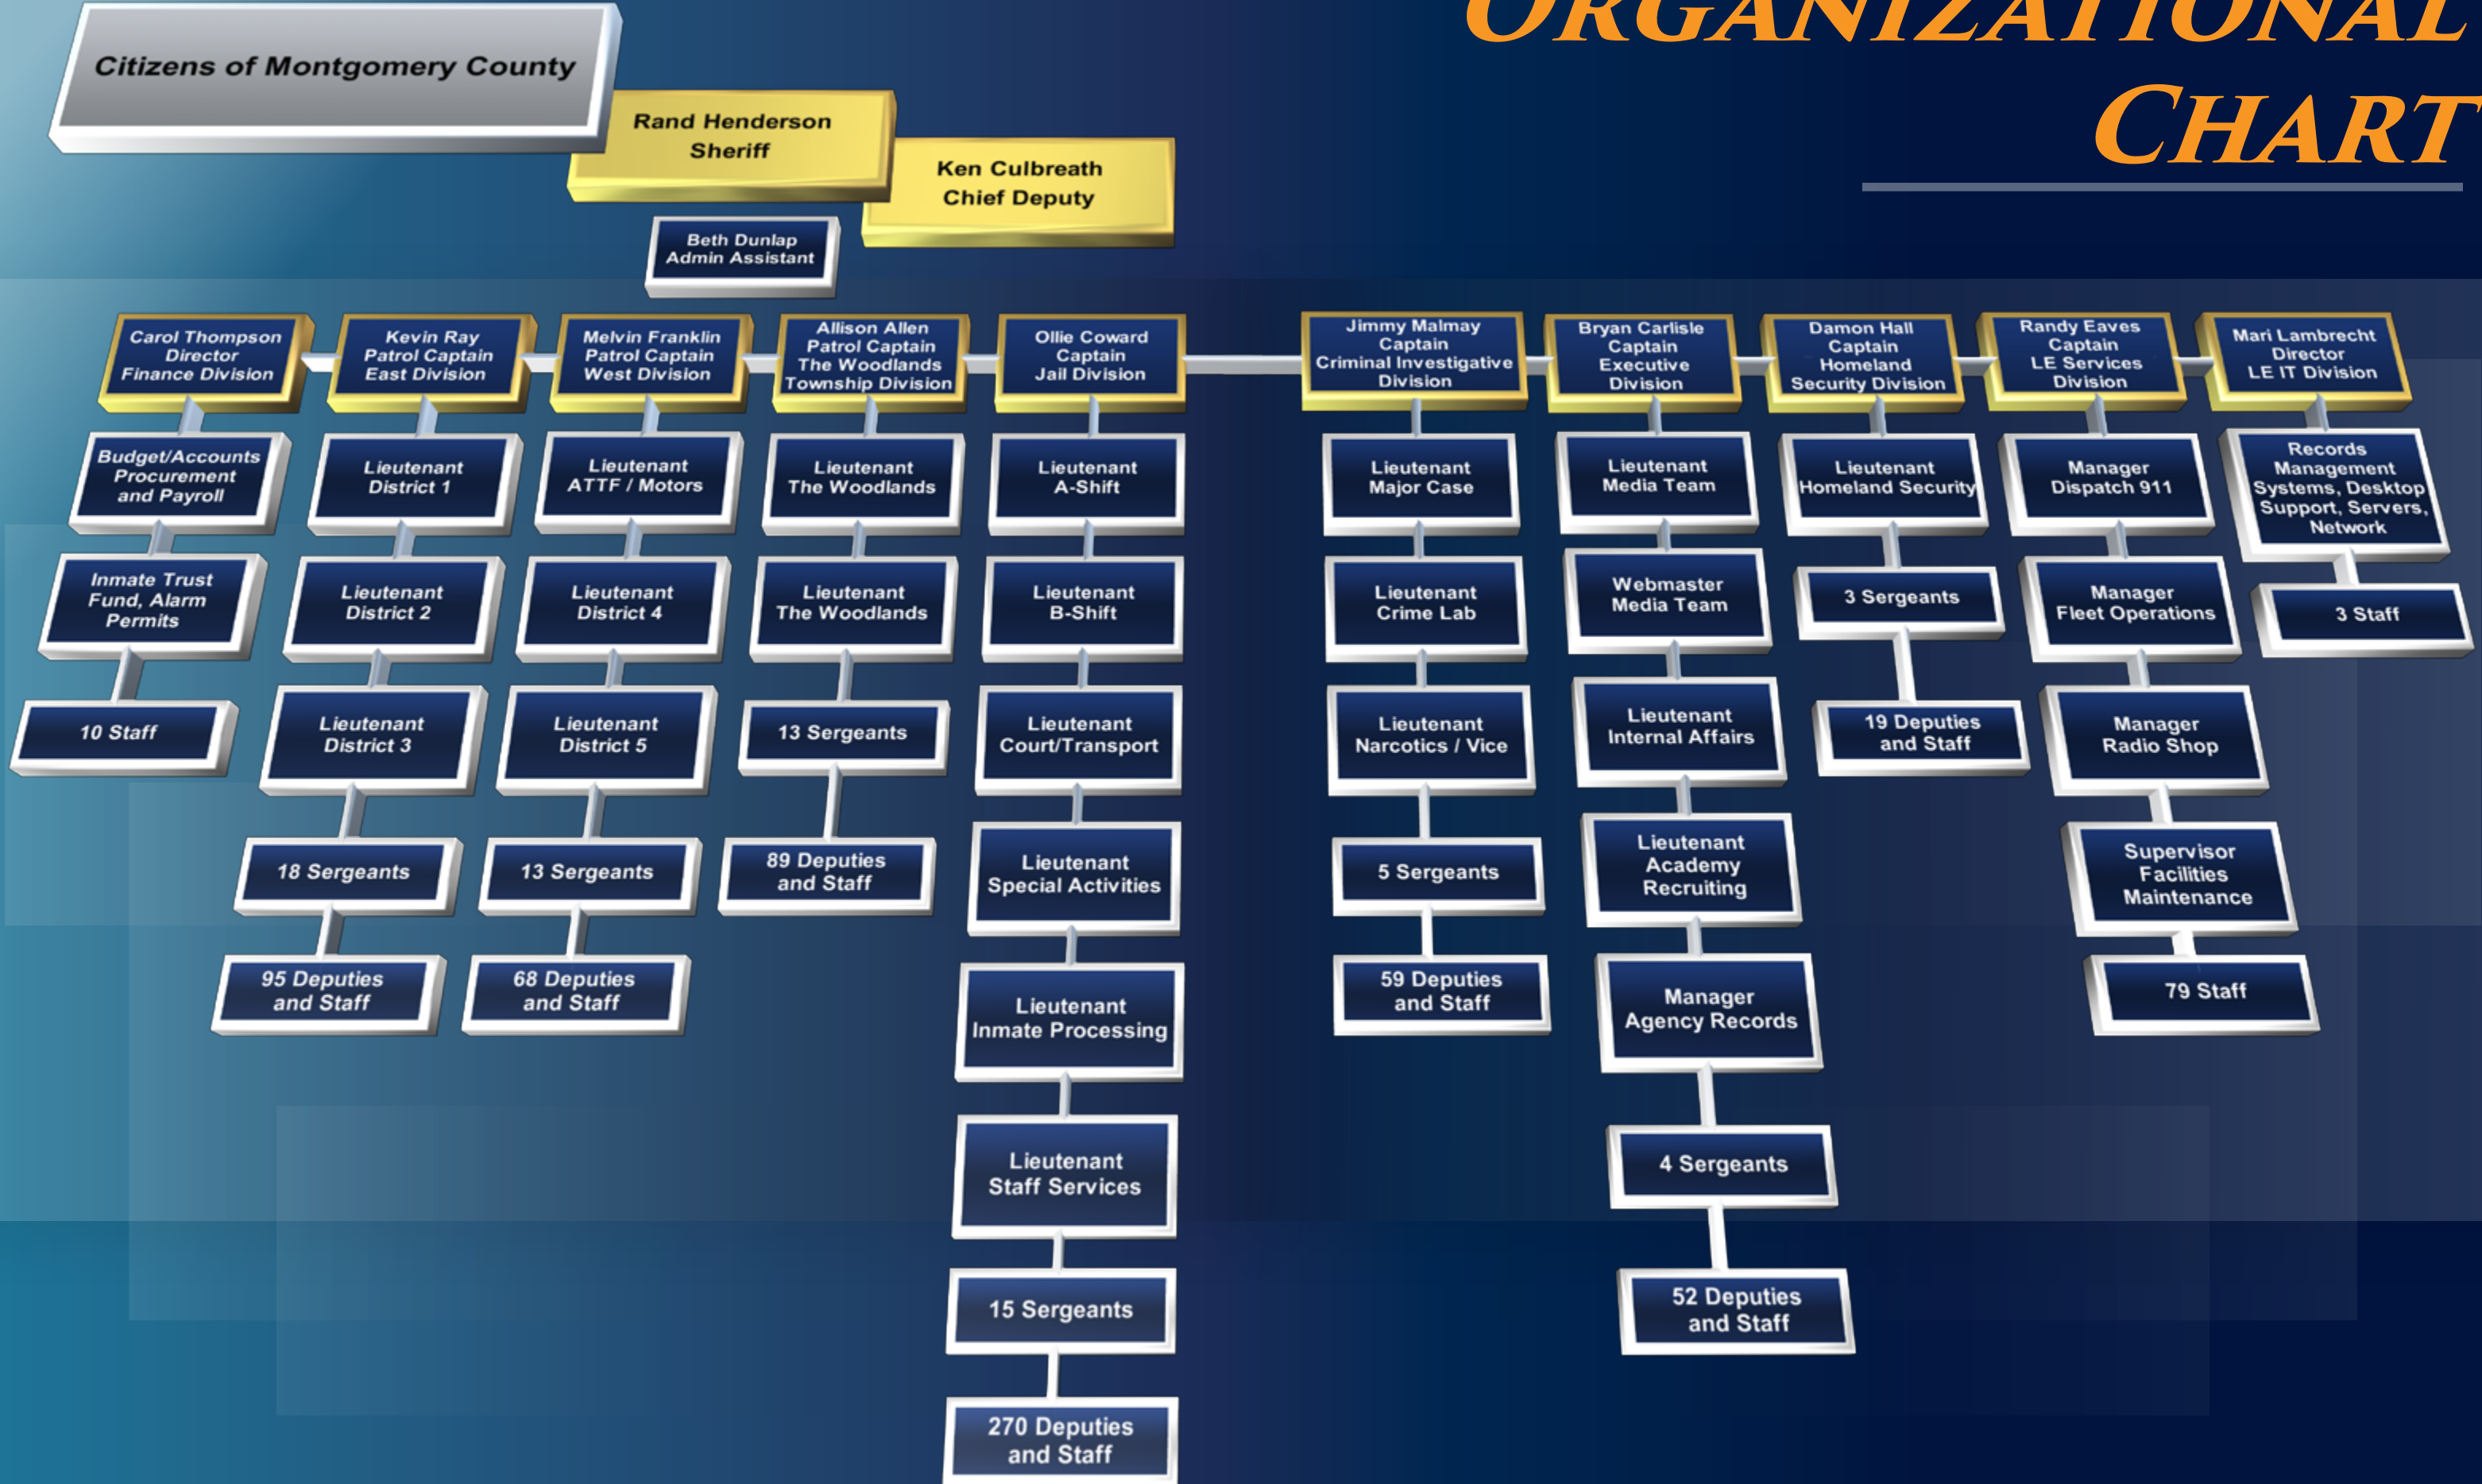 ORGANIZATIONAL
CHART
Citizens of Montgomery County
Rand Henderson
Sheriff
Ken Culbreath
Chief Deputy
Beth Dunlap
Admin Assistant
Carol Thompson
Director
Finance Division
Budget/Accounts
Procurement
and Payroll
Inmate Trust
Fund, Alarm
Permits
10 Staff
Kevin Ray
Patrol Captain
East Division
Lieutenant
District 1
Lieutenant
District 2
Lieutenant
District 3
18 Sergeants
95 Deputies
and Staff
Melvin Franklin
Patrol Captain
West Division
Lieutenant
ATTF / Motors
Lieutenant
District 4
Lieutenant
District 5
13 Sergeants
68 Deputies
and Staff
Allison Allen
Patrol Captain
The Woodlands
Township Division
Lieutenant
The Woodlands
Lieutenant
The Woodlands
13 Sergeants
89 Deputies
and Staff
Ollie Coward
Captain
Jail Division
Lieutenant
A-Shift
Lieutenant
B-Shift
Lieutenant
Court/Transport
Lieutenant
Special Activities
Lieutenant
Inmate Processing
Lieutenant
Staff Services
15 Sergeants
270 Deputies
and Staff
Jimmy Malmay
Captain
Criminal Investigative
Division
Lieutenant
Major Case
Lieutenant
Crime Lab
Lieutenant
Narcotics / Vice
5 Sergeants
59 Deputies
and Staff
Bryan Carlisle
Captain
Executive
Division
Lieutenant
Media Team
Webmaster
Media Team
Lieutenant
Internal Affairs
Lieutenant
Academy
Recruiting
Manager
Agency Records
4 Sergeants
52 Deputies
and Staff
Damon Hall
Captain
Homeland
Security Division
Lieutenant
Homeland Security
3 Sergeants
19 Deputies
and Staff
Randy Eaves
Captain
LE Services
Division
Manager
Dispatch 911
Manager
Fleet Operations
Manager
Radio Shop
Supervisor
Facilities
Maintenance
79 Staff
Mari Lambrecht
Director
LE IT Division
Records
Management
Systems, Desktop
Support, Servers,
Network
3 Staff